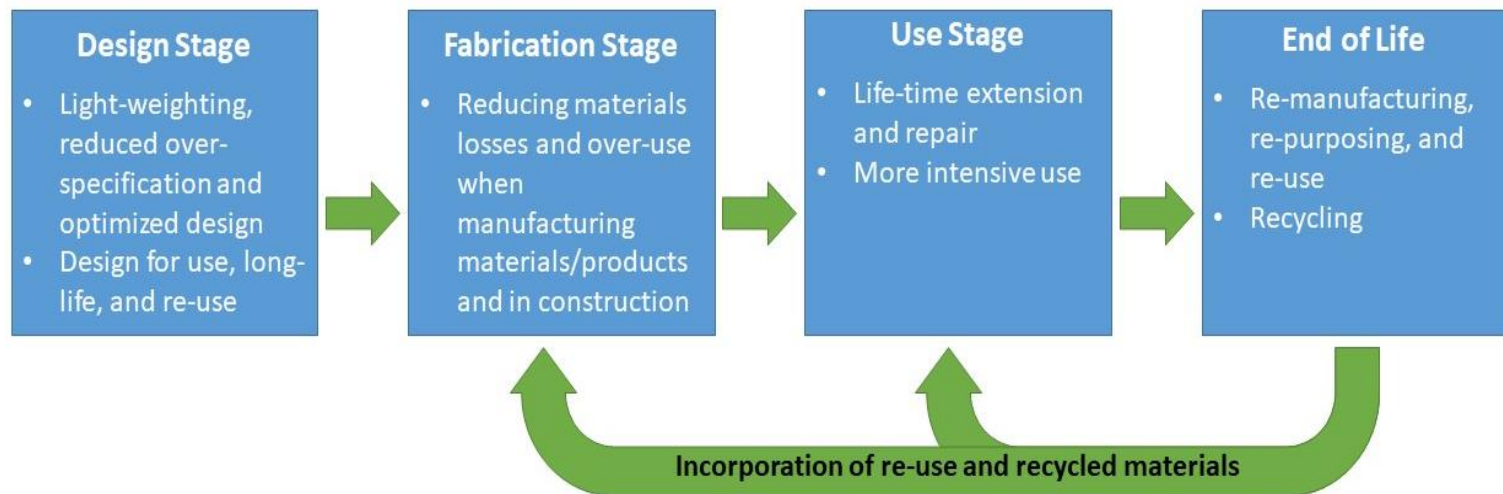 Design Stage
• Light-weighting,
reduced over-
specification and
optimized design
• Design for use, long-
life, and re-use
Fabrication Stage
• Reducing materials
losses and over-use
when
manufacturing
materials/products
and in construction
Use Stage
• Life-time extension
and repair
• More intensive use
End of Life
• Re-manufacturing,
re-purposing, and
re-use
• Recycling
Incorporation of re-use and recycled materials